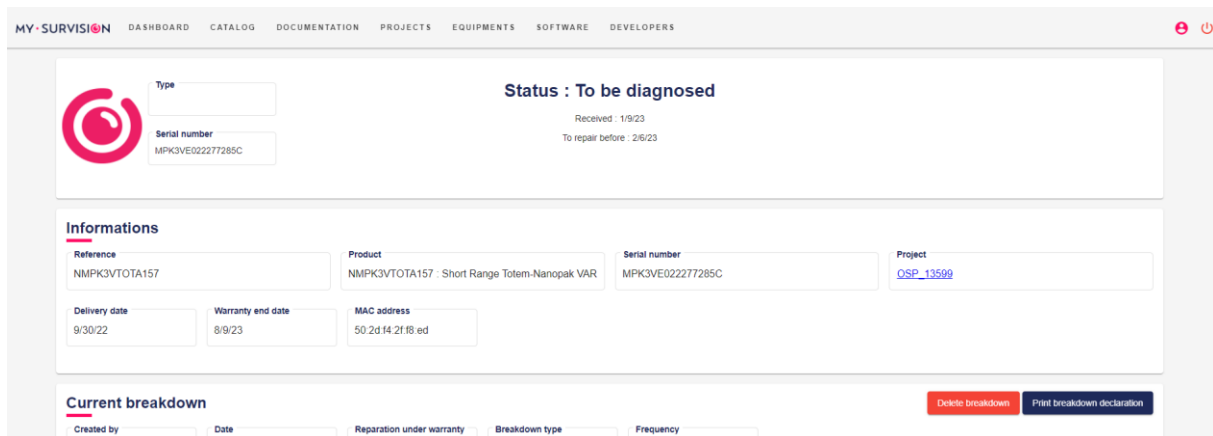 MY·SURVISION DASHBOARD CATALOG DOCUMENTATION PROJECTS EQUIPMENTS SOFTWARE DEVELOPERS
Type
Serial number
MPK3VE022277285C
Status : To be diagnosed
Received : 1/9/23
To repair before : 2/6/23
Informations
Reference Product Serial number Project
NMPK3VTOTA157 NMPK3VTOTA157 : Short Range Totem-Nanopak VAR MPK3VE022277285C OSP_13599
Delivery date Warranty end date MAC address
9/30/22 8/9/23 50:2d:f4:2f:f8:ed
Current breakdown Delete breakdown Print breakdown declaration
Created by Date Reparation under warranty Breakdown type Frequency